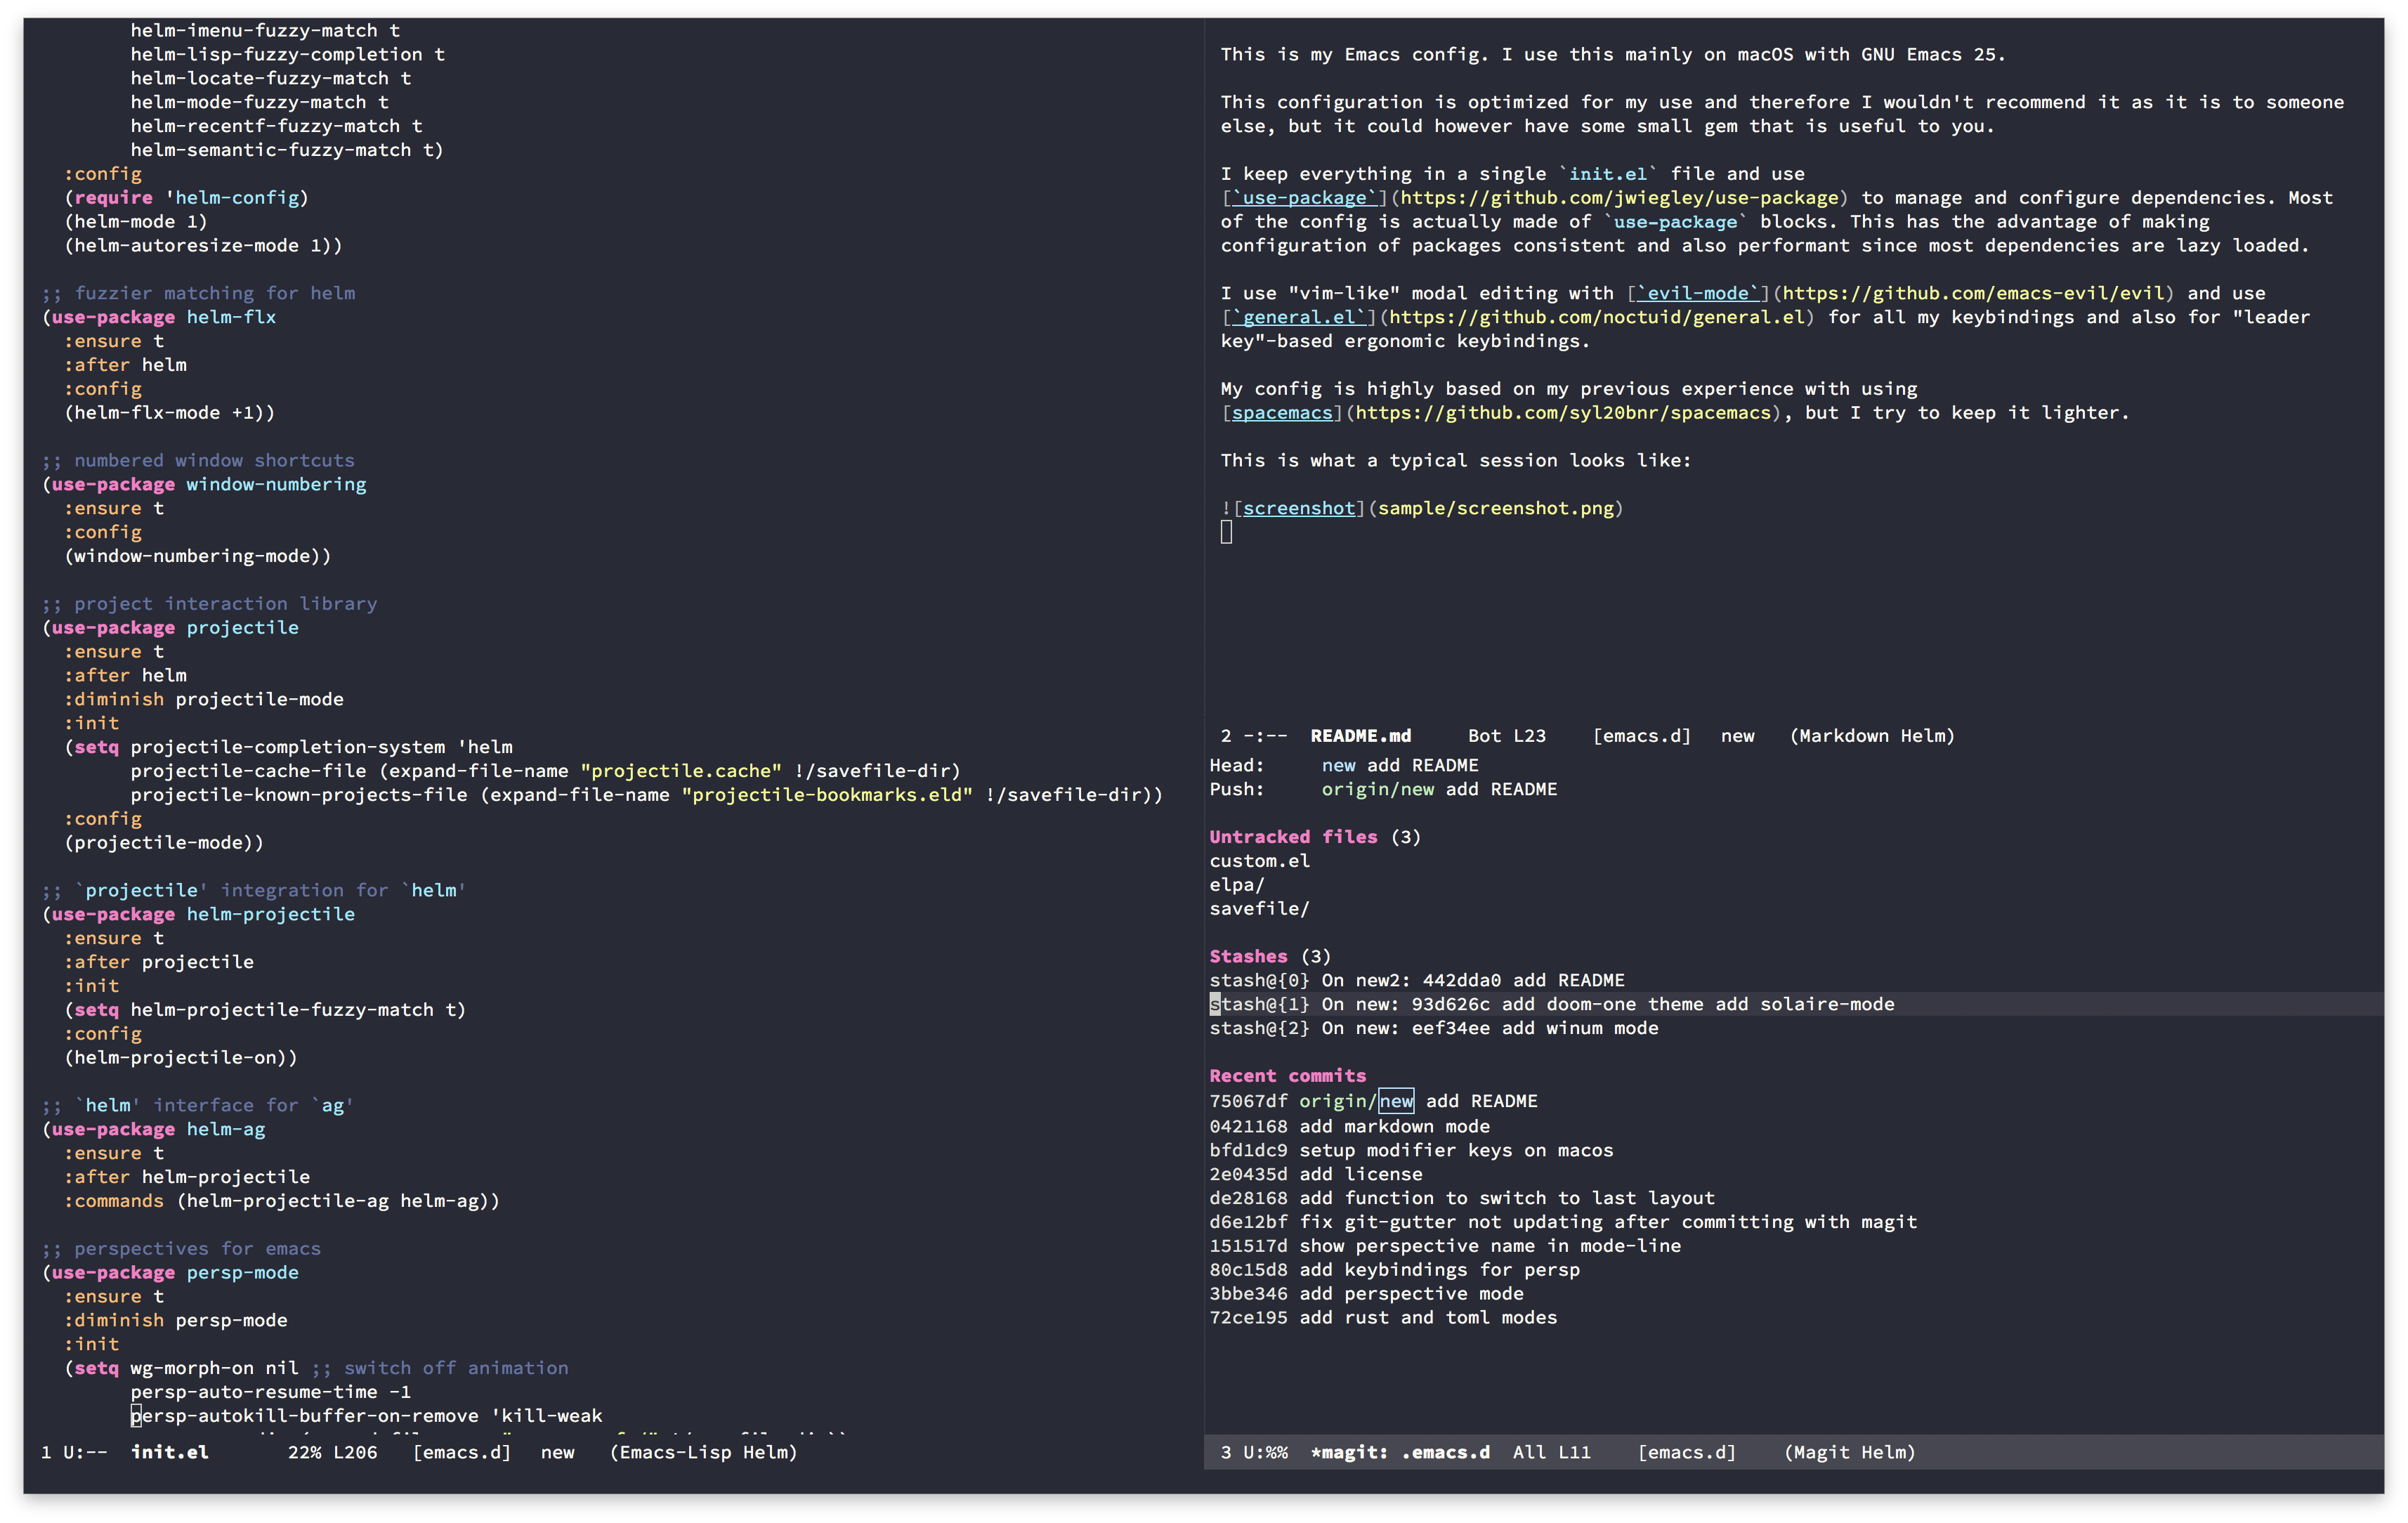 helm-imenu-fuzzy-match t
helm-lisp-fuzzy-completion t
helm-locate-fuzzy-match t
helm-mode-fuzzy-match t
helm-recentf-fuzzy-match t
helm-semantic-fuzzy-match t)
:config
(require 'helm-config)
(helm-mode 1)
(helm-autoresize-mode 1))
;; fuzzier matching for helm
(use-package helm-flx
:ensure t
:after helm
:config
(helm-flx-mode +1))
;; numbered window shortcuts
(use-package window-numbering
:ensure t
:config
(window-numbering-mode))
;; project interaction library
(use-package projectile
:ensure t
:after helm
:diminish projectile-mode
:init
(setq projectile-completion-system 'helm
projectile-cache-file (expand-file-name "projectile.cache" !/savefile-dir)
projectile-known-projects-file (expand-file-name "projectile-bookmarks.eld" !/savefile-dir))
:config
(projectile-mode))
;; `projectile' integration for `helm'
(use-package helm-projectile
:ensure t
:after projectile
:init
(setq helm-projectile-fuzzy-match t)
:config
(helm-projectile-on))
;; `helm' interface for `ag'
(use-package helm-ag
:ensure t
:after helm-projectile
:commands (helm-projectile-ag helm-ag))
;; perspectives for emacs
(use-package persp-mode
:ensure t
:diminish persp-mode
:init
(setq wg-morph-on nil ;; switch off animation
persp-auto-resume-time -1
persp-autokill-buffer-on-remove 'kill-weak
1 U:-- init.el 22% L206 [emacs.d] new (Emacs-Lisp Helm)
This is my Emacs config. I use this mainly on macOS with GNU Emacs 25.
This configuration is optimized for my use and therefore I wouldn't recommend it as it is to someone
else, but it could however have some small gem that is useful to you.
I keep everything in a single `init.el` file and use
[`use-package`](https://github.com/jwiegley/use-package) to manage and configure dependencies. Most
of the config is actually made of `use-package` blocks. This has the advantage of making
configuration of packages consistent and also performant since most dependencies are lazy loaded.
I use "vim-like" modal editing with [`evil-mode`](https://github.com/emacs-evil/evil) and use
[`general.el`](https://github.com/noctuid/general.el) for all my keybindings and also for "leader
key"-based ergonomic keybindings.
My config is highly based on my previous experience with using
[spacemacs](https://github.com/syl20bnr/spacemacs), but I try to keep it lighter.
This is what a typical session looks like:
![screenshot](sample/screenshot.png)
2 -:-- README.md Bot L23 [emacs.d] new (Markdown Helm)
Head: new add README
Push: origin/new add README
Untracked files (3)
custom.el
elpa/
savefile/
Stashes (3)
stash@{0} On new2: 442dda0 add README
stash@{1} On new: 93d626c add doom-one theme add solaire-mode
stash@{2} On new: eef34ee add winum mode
Recent commits
75067df origin/new add README
0421168 add markdown mode
bfd1dc9 setup modifier keys on macos
2e0435d add license
de28168 add function to switch to last layout
d6e12bf fix git-gutter not updating after committing with magit
151517d show perspective name in mode-line
80c15d8 add keybindings for persp
3bbe346 add perspective mode
72ce195 add rust and toml modes
3 U:%% *magit: .emacs.d All L11 [emacs.d] (Magit Helm)